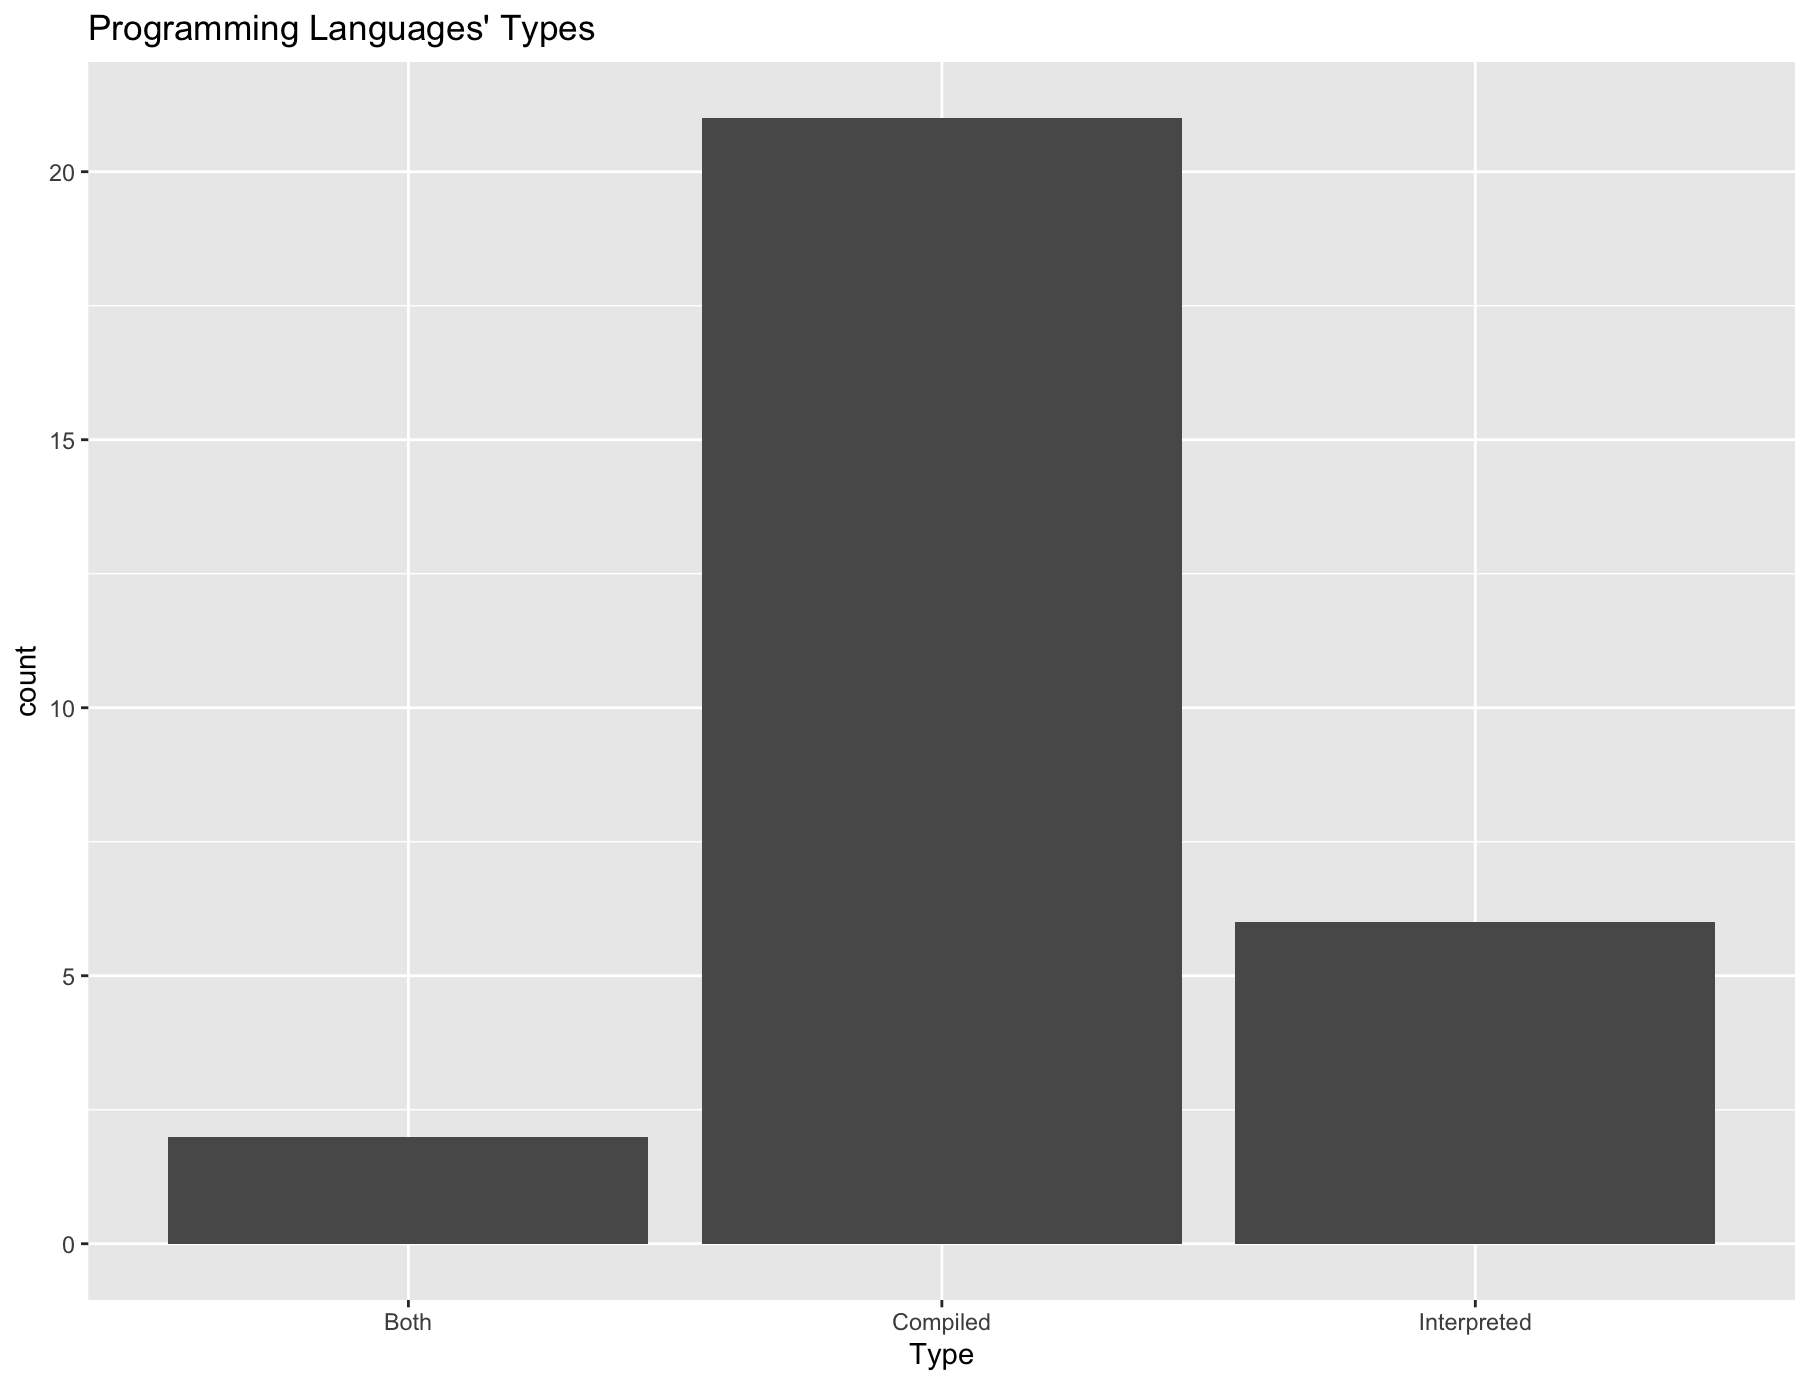 Programming Languages' Types
count
20
15
10
5
0
Both
Compiled
Interpreted
Type